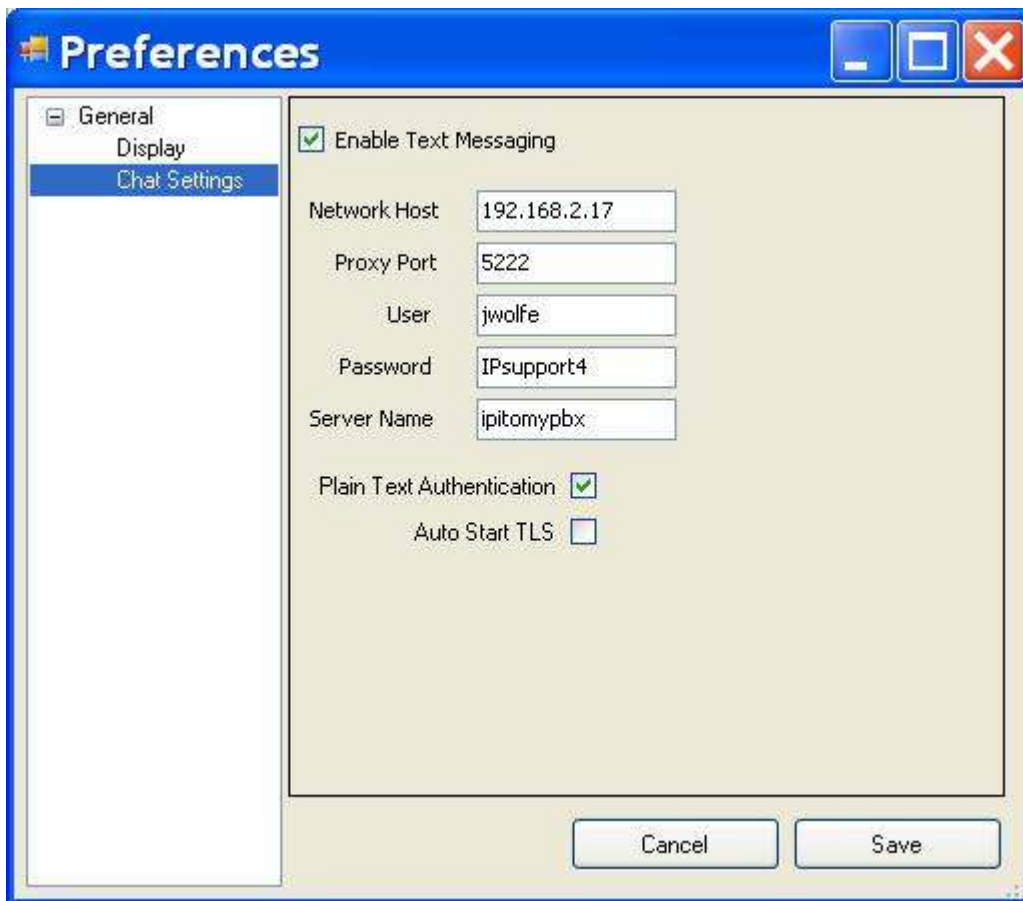 Preferences
General
Display
Chat Settings
Enable Text Messaging
Network Host 192.168.2.17
Proxy Port 5222
User jwolfe
Password IPsupport4
Server Name ipitomypbx
Plain Text Authentication
Auto Start TLS
Cancel Save